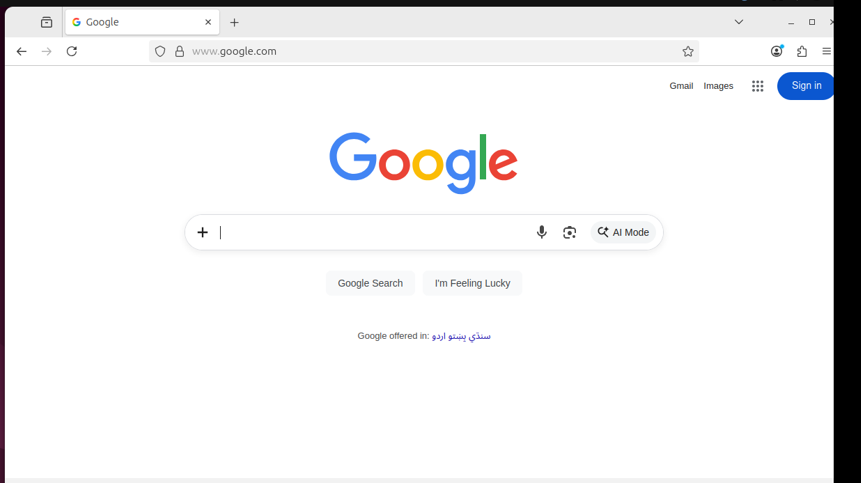 Google
www.google.com
Gmail Images Sign in
Google
AI Mode
Google Search I'm Feeling Lucky
Google offered in: اردو پښتو سنڌي